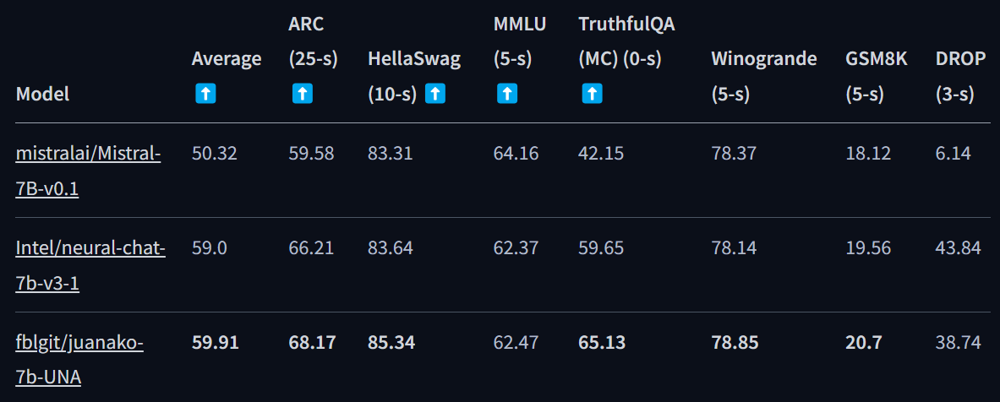 Model Average ⬆️ ARC (25-s) ⬆️ HellaSwag (10-s) ⬆️ MMLU (5-s) ⬆️ TruthfulQA (MC) (0-s) ⬆️ Winogrande (5-s) GSM8K (5-s) DROP (3-s)
mistralai/Mistral-7B-v0.1 50.32 59.58 83.31 64.16 42.15 78.37 18.12 6.14
Intel/neural-chat-7b-v3-1 59.0 66.21 83.64 62.37 59.65 78.14 19.56 43.84
fblgit/juanako-7b-UNA 59.91 68.17 85.34 62.47 65.13 78.85 20.7 38.74